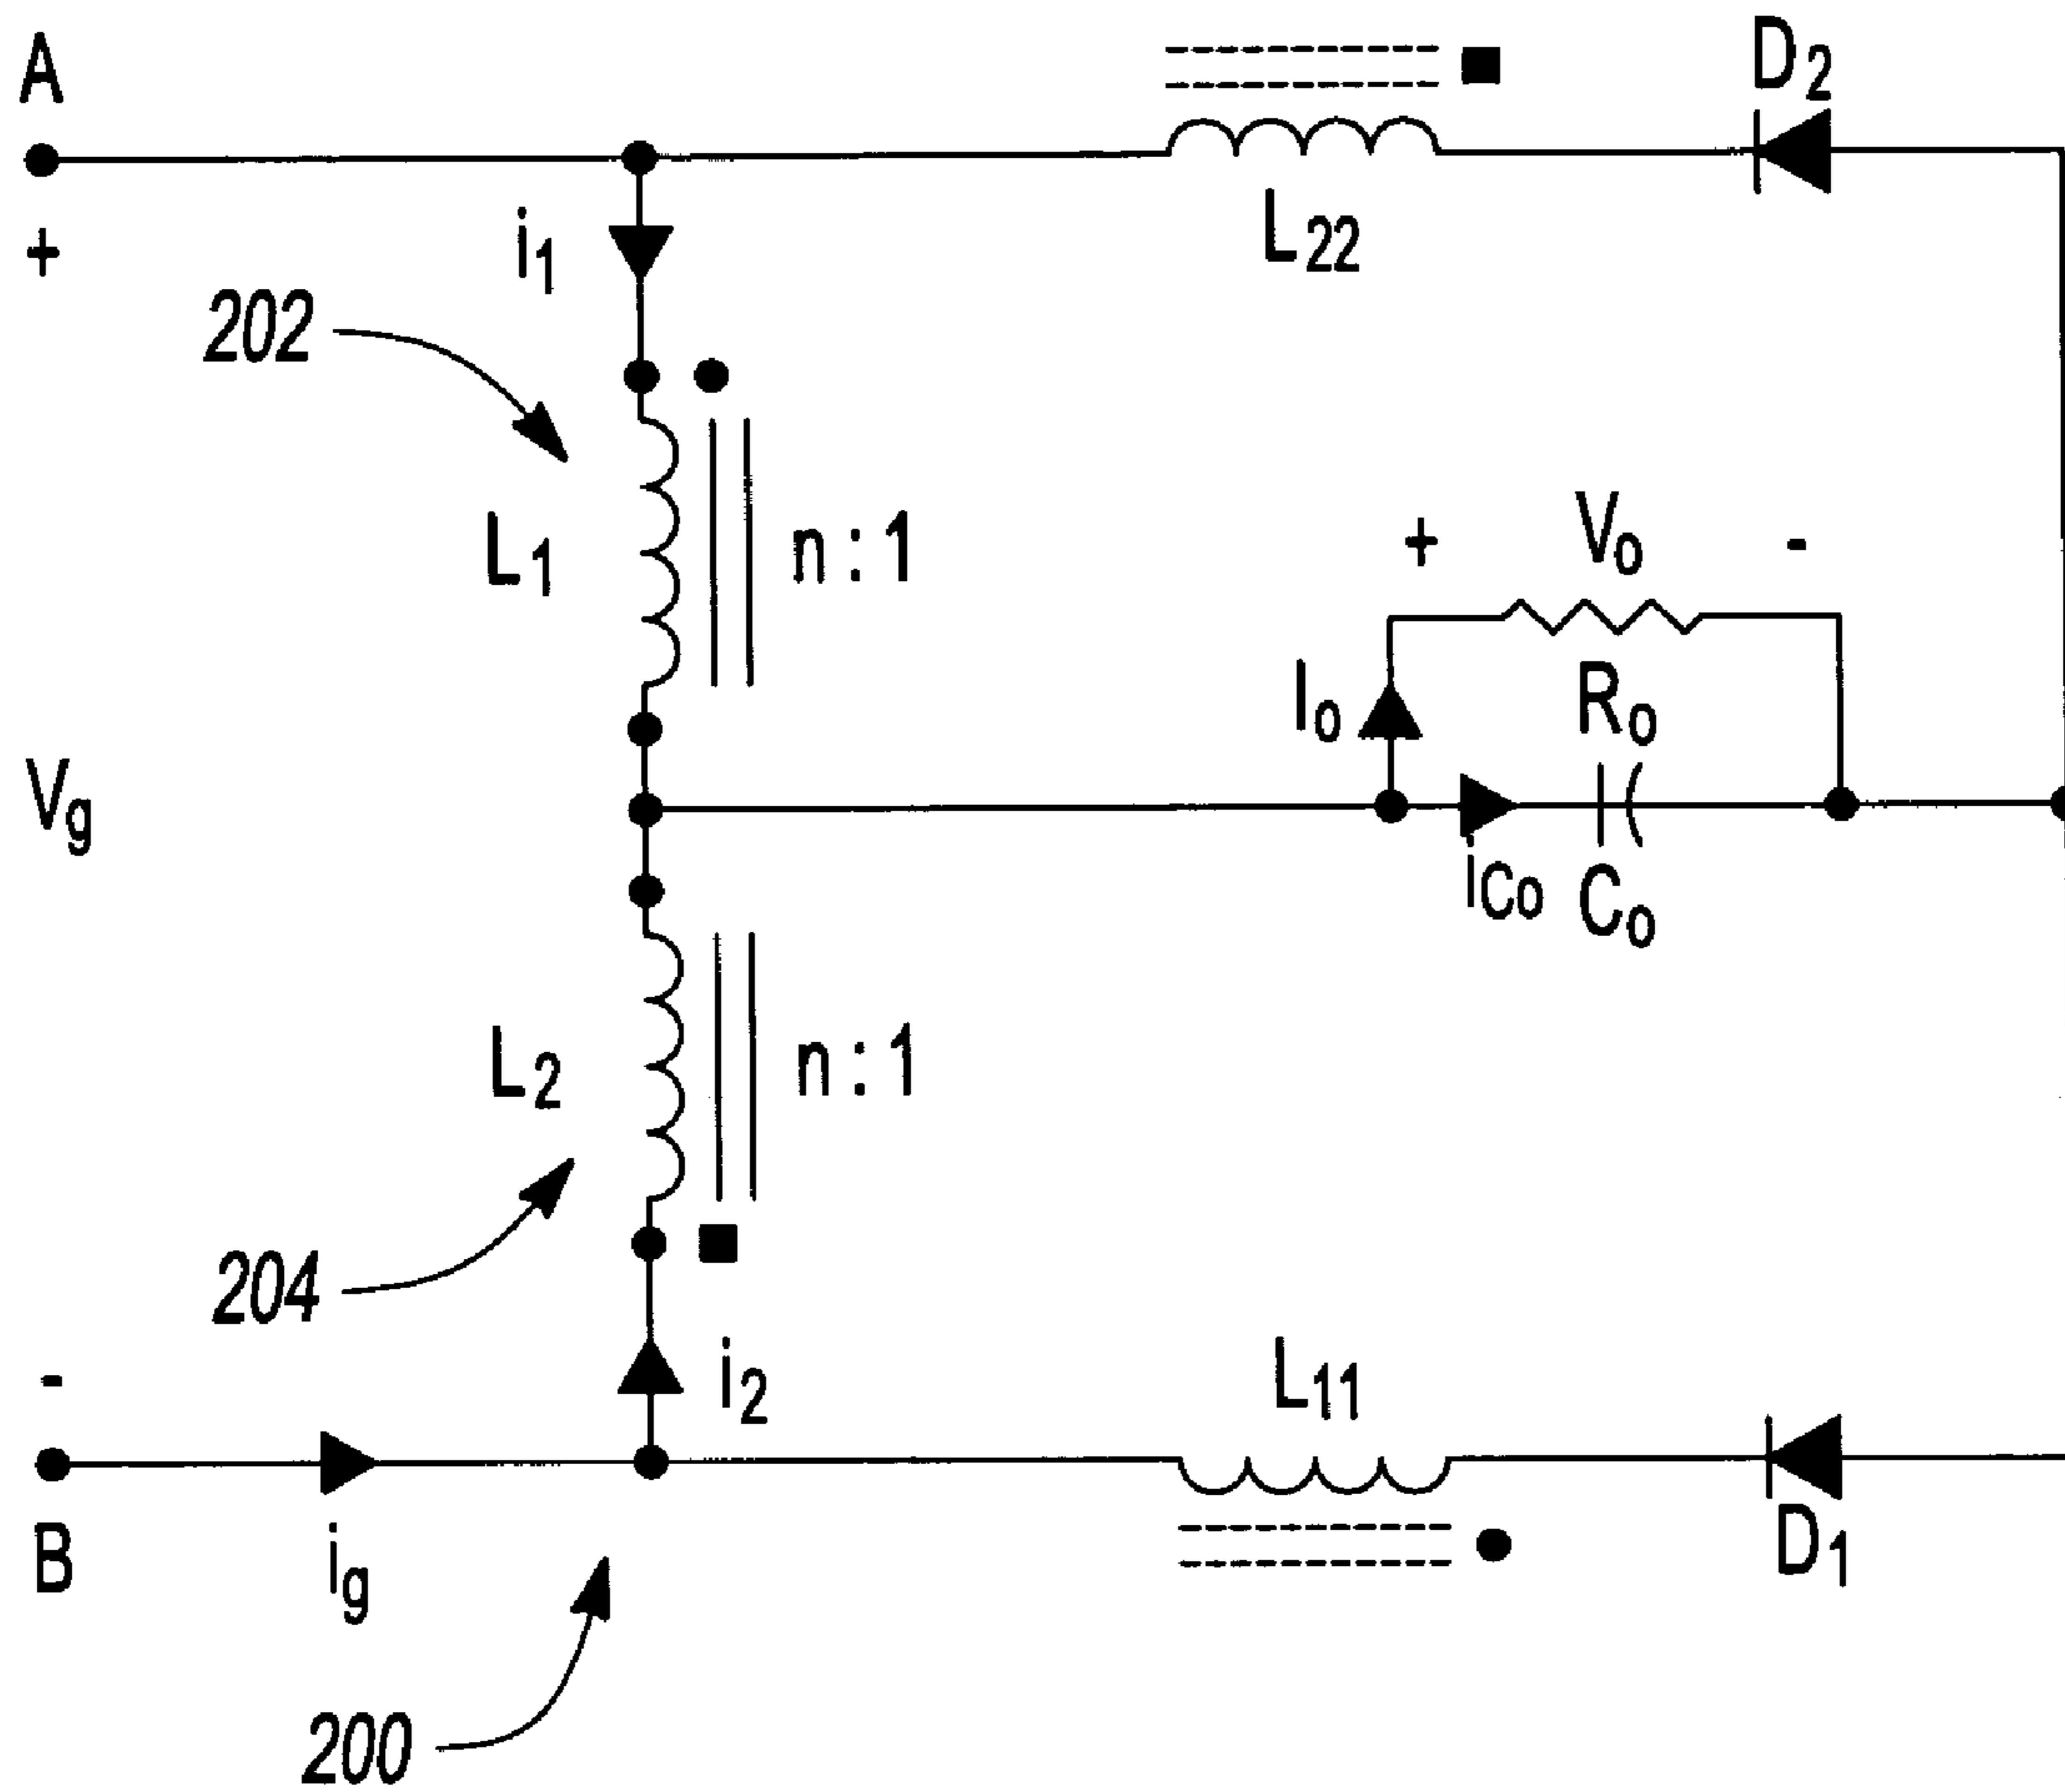 A
D₂
+
i₁
L₂₂
202
+ Vₒ -
L₁
n:1
Iₒ
Rₒ
Vg
iCₒ
Cₒ
L₂
n:1
204
-
i₂
L₁₁
B
ig
D₁
200